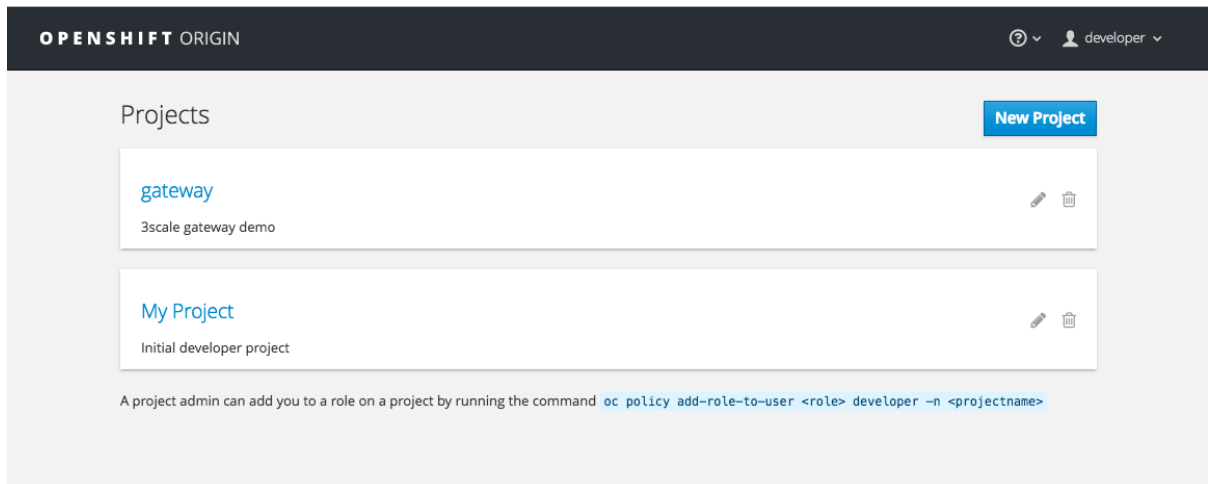 OPENSHIFT ORIGIN
developer
Projects
New Project
gateway
3scale gateway demo
My Project
Initial developer project
A project admin can add you to a role on a project by running the command oc policy add-role-to-user <role> developer -n <projectname>